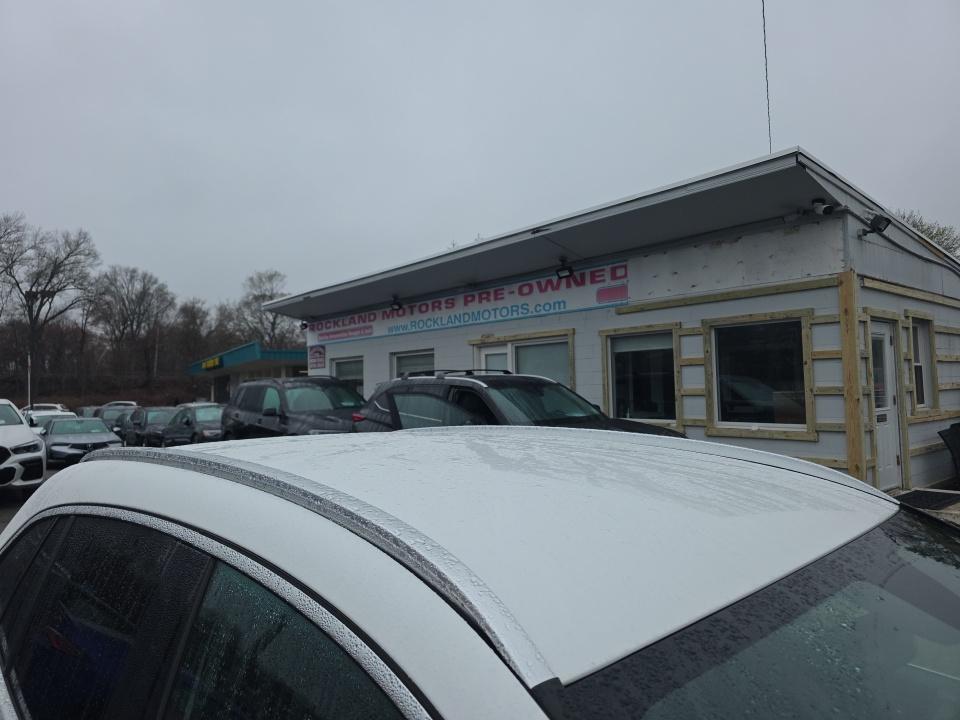 ROCKLAND MOTORS PRE-OWNED
www.ROCKLANDMOTORS.com